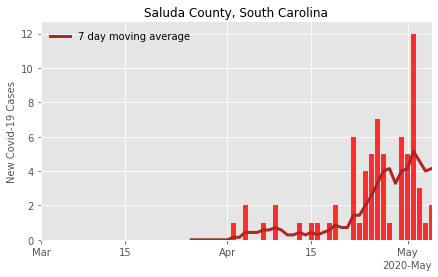 Saluda County, South Carolina
7 day moving average
New Covid-19 Cases
12
10
8
6
4
2
0
Mar
15
Apr
15
May
2020-May